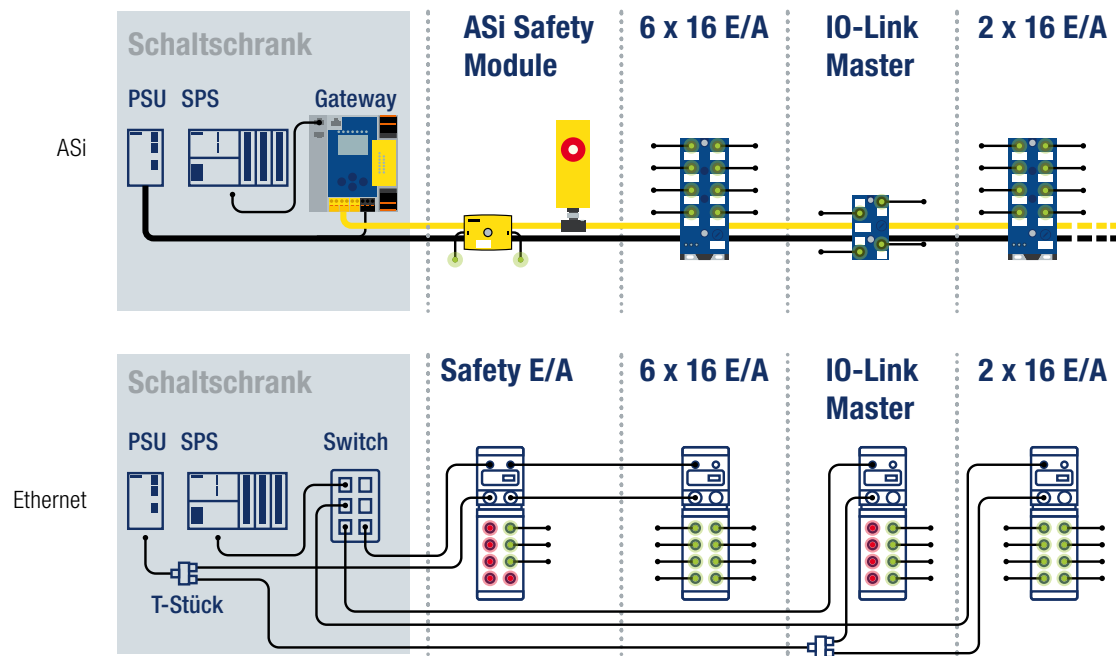 Schaltschrank
ASi Safety
Module
6 x 16 E/A
IO-Link
Master
2 x 16 E/A
PSU
SPS
Gateway
ASi
Schaltschrank
Safety E/A
6 x 16 E/A
IO-Link
Master
2 x 16 E/A
PSU
SPS
Switch
Ethernet
T-Stück